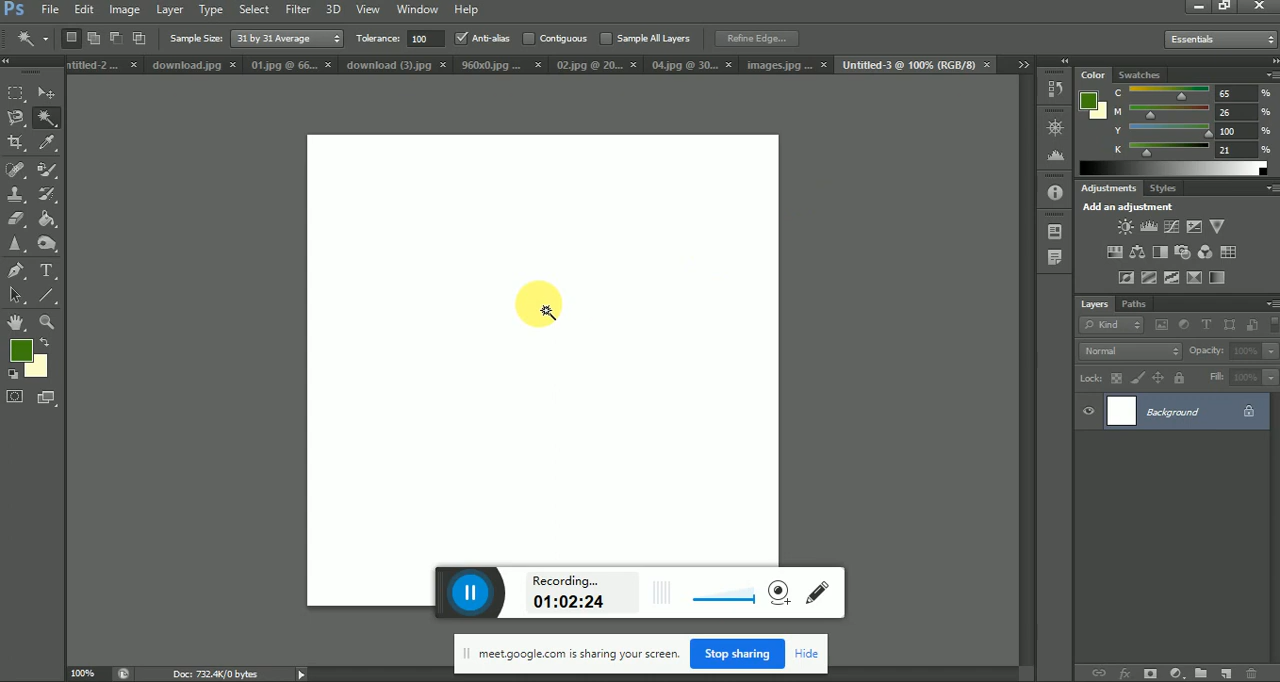 Ps File Edit Image Layer Type Select Filter 3D View Window Help
Sample Size: 31 by 31 Average Tolerance: 100 Anti-alias Contiguous Sample All Layers Refine Edge... Essentials
ntitled-2 ... × download.jpg × 01.jpg @ 66... × download (3).jpg × 960x0.jpg ... × 02.jpg @ 20... × 04.jpg @ 30... × images.jpg ... × Untitled-3 @ 100% (RGB/8) ×
Color Swatches
C 65 %
M 26 %
Y 100 %
K 21 %
Adjustments Styles
Add an adjustment
Layers Paths
Kind
Normal Opacity: 100%
Lock: Fill: 100%
Background
Recording...
01:02:24
meet.google.com is sharing your screen. Stop sharing Hide
100% Doc: 732.4K/0 bytes